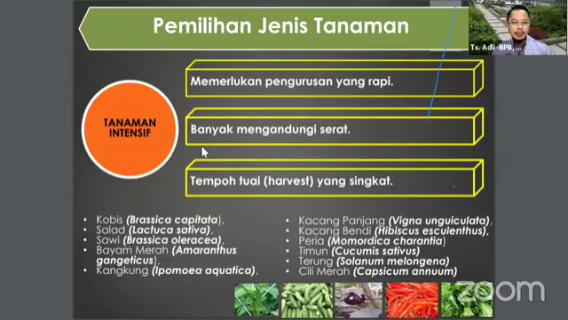 Pemilihan Jenis Tanaman
Ts. Adli -BPB,...
Memerlukan pengurusan yang rapi.
TANAMAN
INTENSIF
Banyak mengandungi serat.
Tempoh tuai (harvest) yang singkat.
• Kobis (Brassica capitata),
• Salad (Lactuca sativa),
• Sawi (Brassica oleracea),
• Bayam Merah (Amaranthus
gangeticus),
• Kangkung (Ipomoea aquatica),
• Kacang Panjang (Vigna unguiculata),
• Kacang Bendi (Hibiscus esculenthus),
• Peria (Momordica charantia)
• Timun (Cucumis sativus)
• Terung (Solanum melongena)
• Cili Merah (Capsicum annuum)
zoom